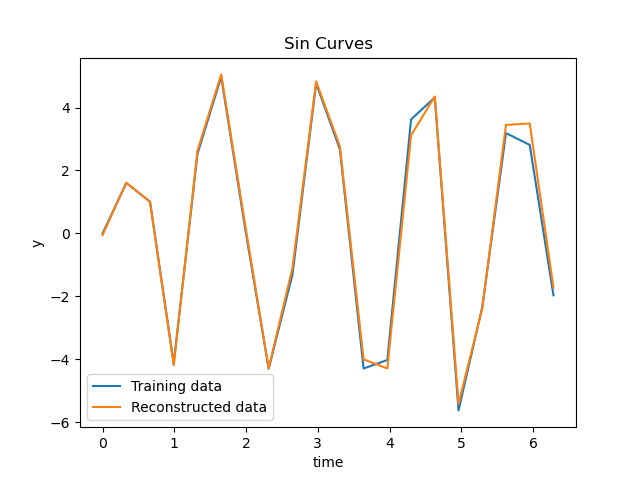 Sin Curves
y
4
2
0
−2
−4
−6
Training data
Reconstructed data
0 1 2 3 4 5 6
time